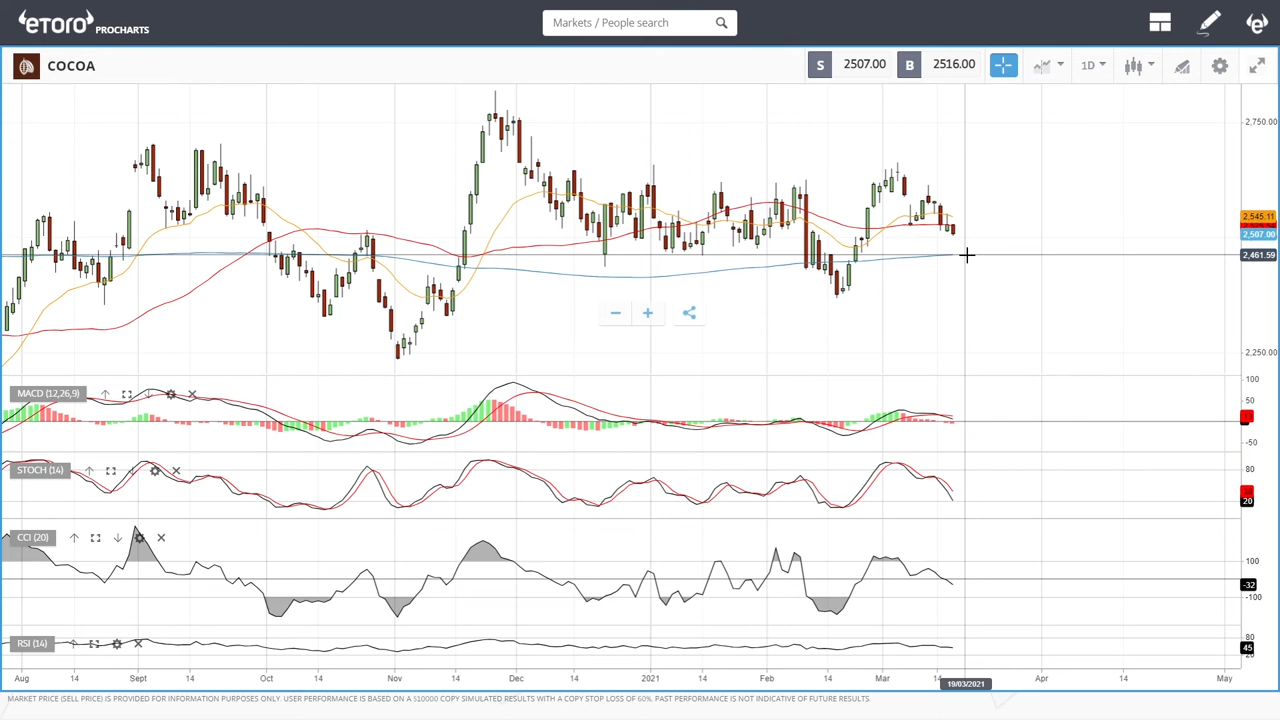 eTORO PROCHARTS
Markets / People search
COCOA
S 2507.00 B 2516.00 1D
2,750.00
2,545.11
2,507.00
2,461.59
2,250.00
MACD (12,26,9)
100
50
-50
STOCH (14)
80
20
CCI (20)
100
-32
-100
RSI (14)
80
45
Aug 14 Sept 14 Oct 14 Nov 14 Dec 14 2021 14 Feb 14 Mar 14 Apr 14 May
19/03/2021
MARKET PRICE (SELL PRICE) IS PROVIDED FOR INFORMATION PURPOSES ONLY. USER PERFORMANCE IS BASED ON A $10000 COPY SIMULATED RESULTS WITH A COPY STOP LOSS OF 60%. PAST PERFORMANCE IS NOT INDICATIVE OF FUTURE RESULTS.